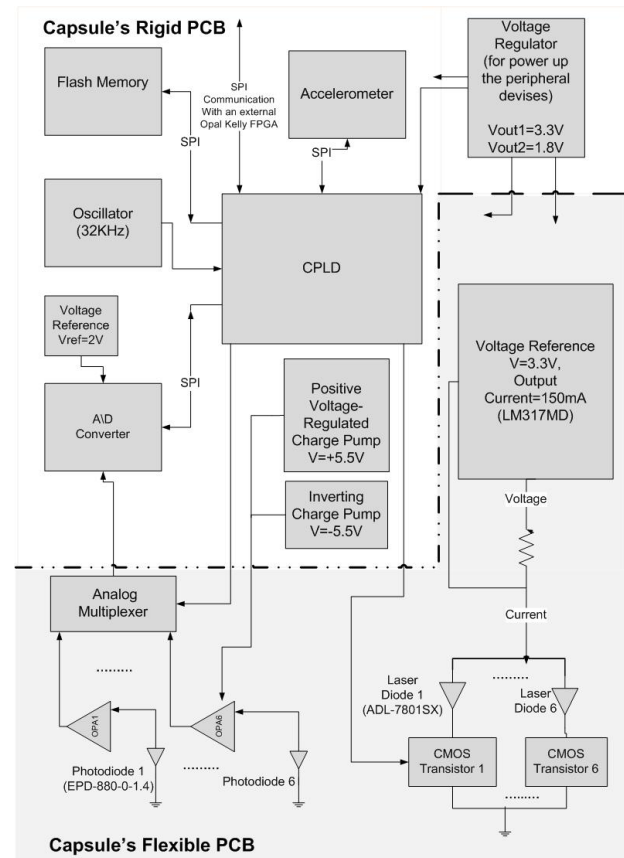 Capsule's Rigid PCB
Flash Memory
SPI
SPI
Communication
With an external
Opal Kelly FPGA
Accelerometer
SPI
Voltage
Regulator
(for power up
the peripheral
devises)
Vout1=3.3V
Vout2=1.8V
Oscillator
(32KHz)
CPLD
Voltage
Reference
Vref=2V
SPI
A\D
Converter
Positive
Voltage-
Regulated
Charge Pump
V=+5.5V
Inverting
Charge Pump
V=-5.5V
Voltage Reference
V=3.3V,
Output
Current=150mA
(LM317MD)
Voltage
Current
Analog
Multiplexer
.........
OPA1
OPA6
Photodiode 1
(EPD-880-0-1.4)
.........
Photodiode 6
Laser
Diode 1
(ADL-7801SX)
.........
Laser
Diode 6
CMOS
Transistor 1
CMOS
Transistor 6
.........
Capsule's Flexible PCB